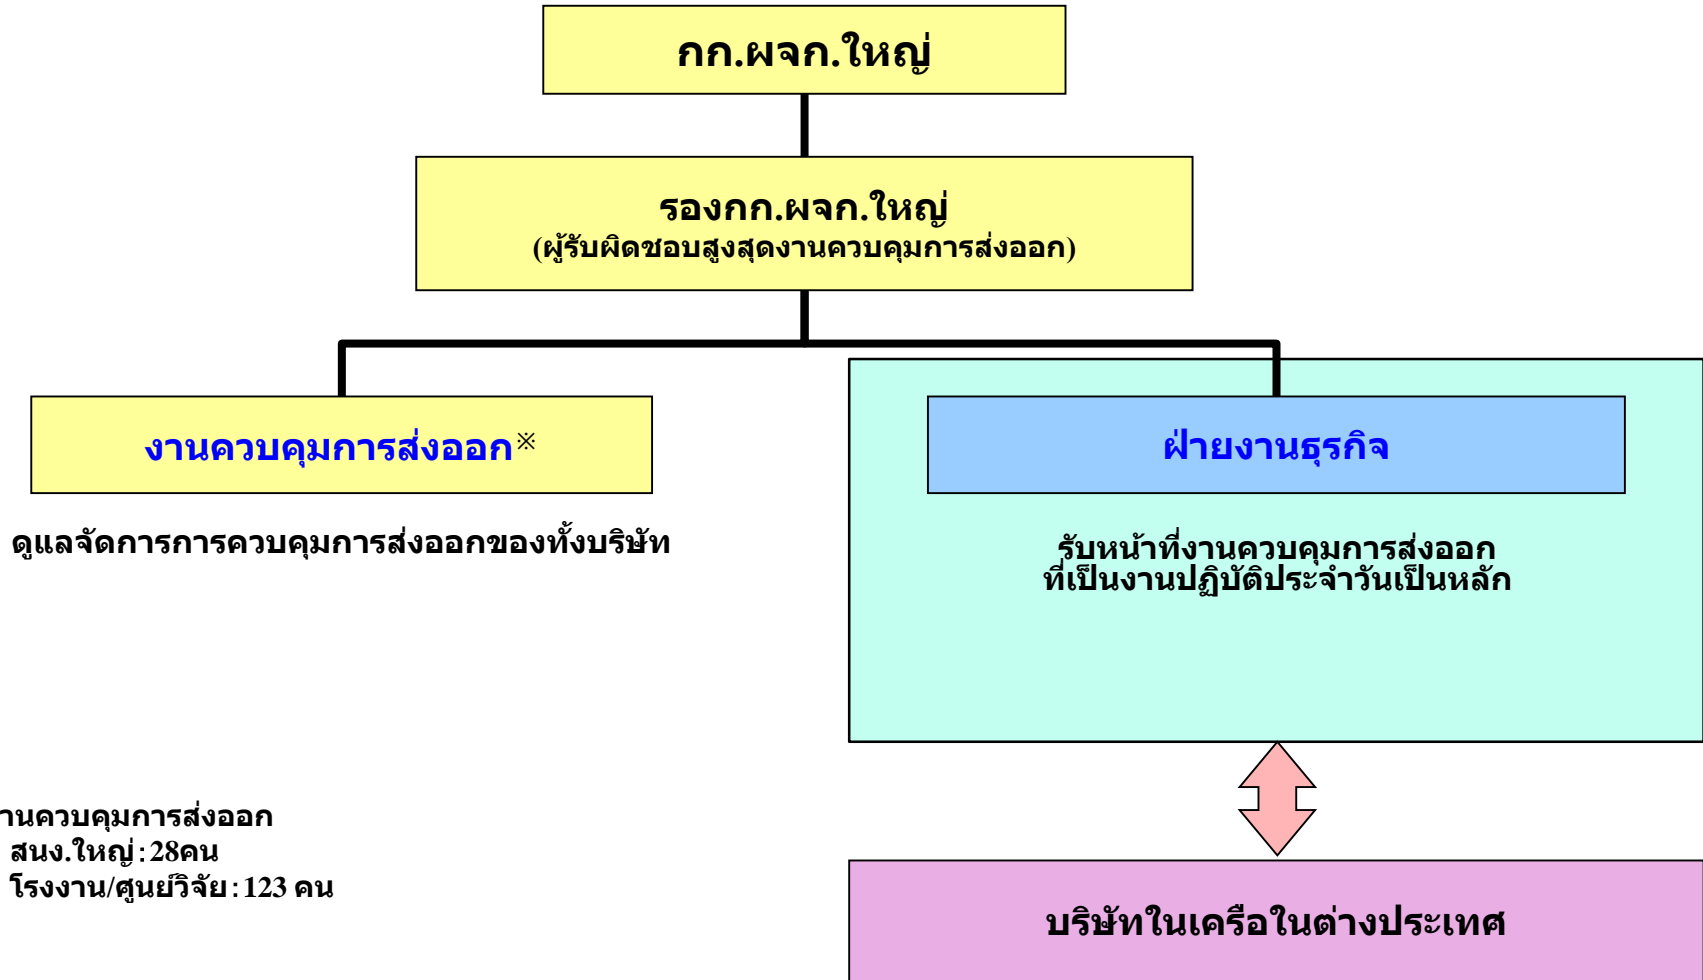 กก.ผจก.ใหญ่
รองกก.ผจก.ใหญ่
(ผู้รับผิดชอบสูงสุดงานควบคุมการส่งออก)
งานควบคุมการส่งออก※
ฝ่ายงานธุรกิจ
ดูแลจัดการการควบคุมการส่งออกของทั้งบริษัท
รับหน้าที่งานควบคุมการส่งออก
ที่เป็นงานปฏิบัติประจำวันเป็นหลัก
านควบคุมการส่งออก
สนง.ใหญ่:28คน
โรงงาน/ศูนย์วิจัย:123 คน
บริษัทในเครือในต่างประเทศ